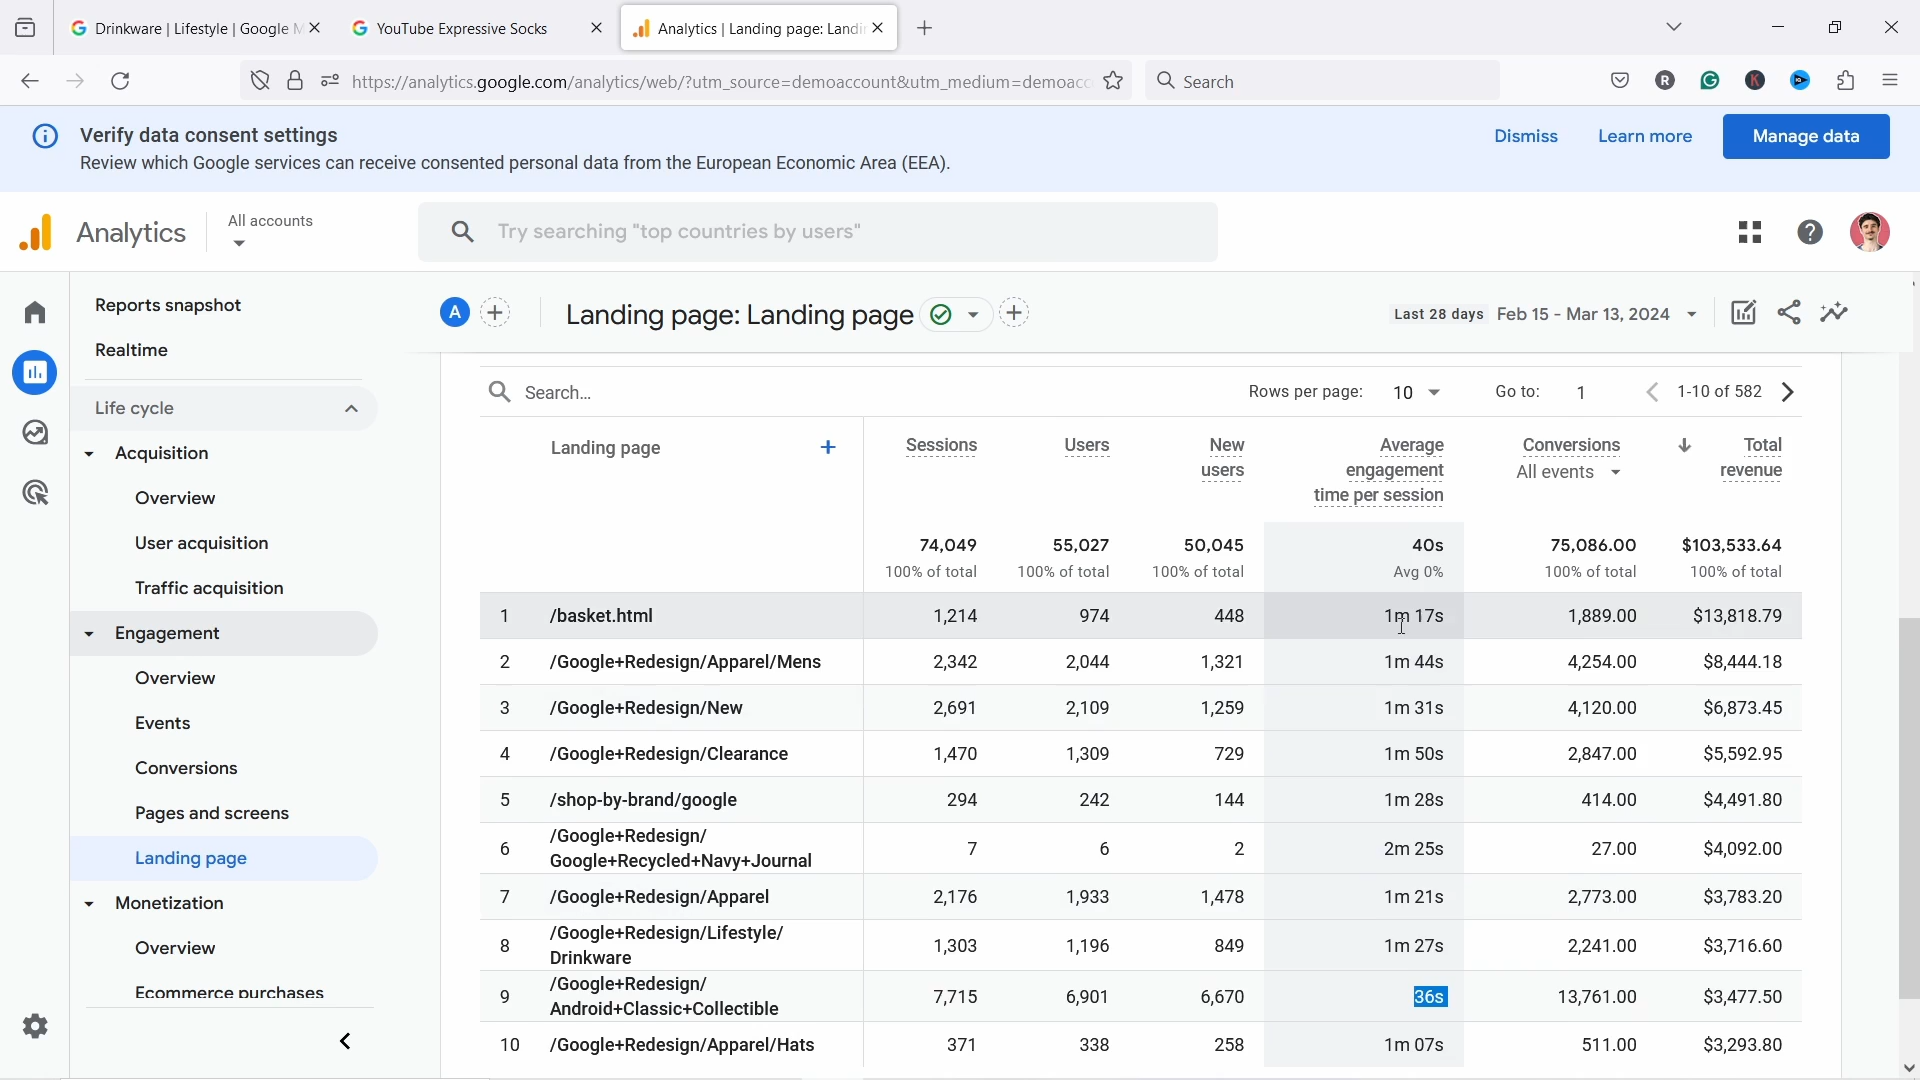 Drinkware | Lifestyle | Google M
YouTube Expressive Socks
Analytics | Landing page: Landi
https://analytics.google.com/analytics/web/?utm_source=demoaccount&utm_medium=demoacc
Search
Verify data consent settings
Review which Google services can receive consented personal data from the European Economic Area (EEA).
Dismiss
Learn more
Manage data
Analytics
All accounts
Try searching "top countries by users"
Reports snapshot
Realtime
Life cycle
Acquisition
Overview
User acquisition
Traffic acquisition
Engagement
Overview
Events
Conversions
Pages and screens
Landing page
Monetization
Overview
Ecommerce purchases
A
Landing page: Landing page
Last 28 days Feb 15 - Mar 13, 2024
Search...
Rows per page: 10
Go to: 1
1-10 of 582
Landing page
Sessions
Users
New
users
Average
engagement
time per session
Conversions
All events
Total
revenue
74,049 55,027 50,045 40s 75,086.00 $103,533.64
100% of total 100% of total 100% of total Avg 0% 100% of total 100% of total
1 /basket.html 1,214 974 448 1m 17s 1,889.00 $13,818.79
2 /Google+Redesign/Apparel/Mens 2,342 2,044 1,321 1m 44s 4,254.00 $8,444.18
3 /Google+Redesign/New 2,691 2,109 1,259 1m 31s 4,120.00 $6,873.45
4 /Google+Redesign/Clearance 1,470 1,309 729 1m 50s 2,847.00 $5,592.95
5 /shop-by-brand/google 294 242 144 1m 28s 414.00 $4,491.80
6 /Google+Redesign/
Google+Recycled+Navy+Journal 7 6 2 2m 25s 27.00 $4,092.00
7 /Google+Redesign/Apparel 2,176 1,933 1,478 1m 21s 2,773.00 $3,783.20
8 /Google+Redesign/Lifestyle/
Drinkware 1,303 1,196 849 1m 27s 2,241.00 $3,716.60
9 /Google+Redesign/
Android+Classic+Collectible 7,715 6,901 6,670 36s 13,761.00 $3,477.50
10 /Google+Redesign/Apparel/Hats 371 338 258 1m 07s 511.00 $3,293.80